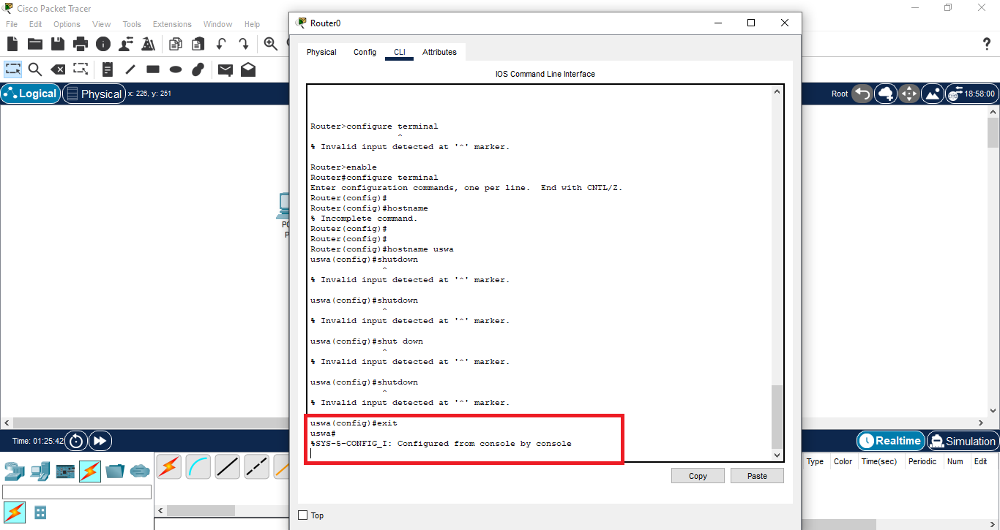 Cisco Packet Tracer
File Edit Options View Tools Extensions Window Help
Logical
Physical
x: 226, y: 251
Root
18:58:00
Router0
Physical Config CLI Attributes
IOS Command Line Interface
Router>configure terminal
^
% Invalid input detected at '^' marker.
Router>enable
Router#configure terminal
Enter configuration commands, one per line. End with CNTL/Z.
Router(config)#
Router(config)#hostname
% Incomplete command.
Router(config)#
Router(config)#
Router(config)#hostname uswa
uswa(config)#shutdown
^
% Invalid input detected at '^' marker.
uswa(config)#shutdown
^
% Invalid input detected at '^' marker.
uswa(config)#shut down
^
% Invalid input detected at '^' marker.
uswa(config)#shutdown
^
% Invalid input detected at '^' marker.
uswa(config)#exit
uswa#
%SYS-5-CONFIG_I: Configured from console by console
Copy Paste
Top
Time: 01:25:42
Realtime
Simulation
Type Color Time(sec) Periodic Num Edit